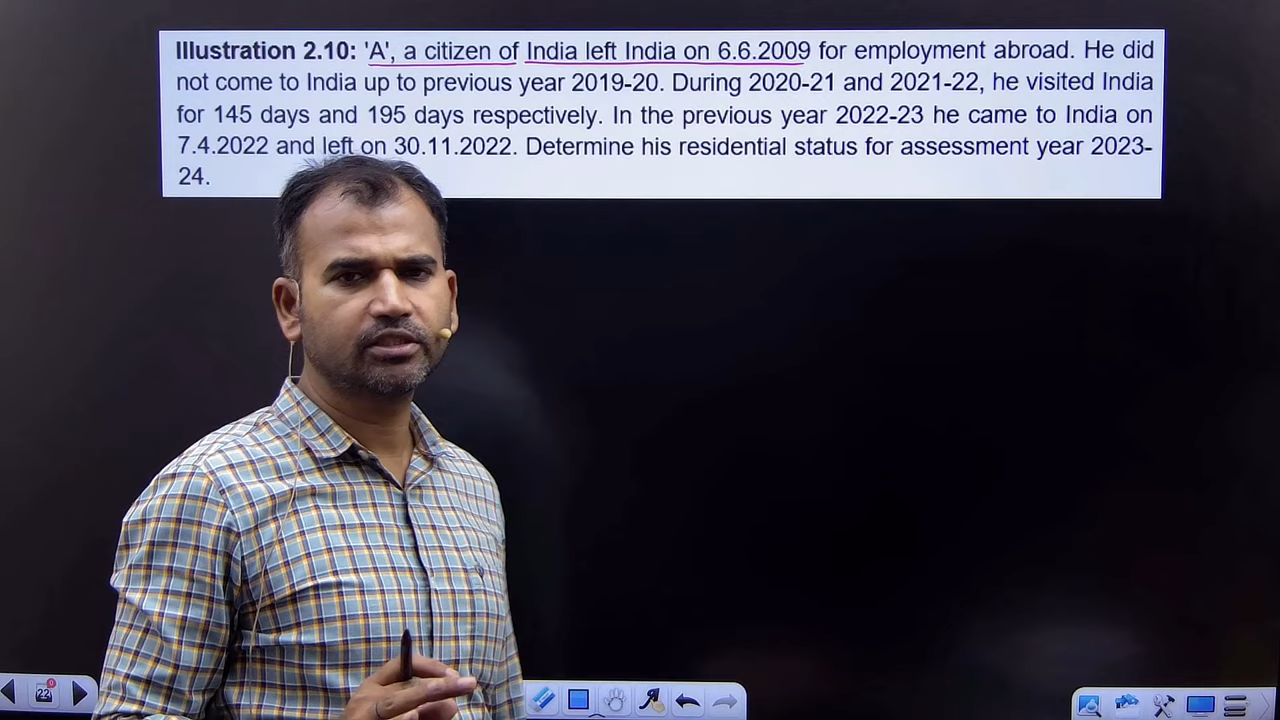 Illustration 2.10: 'A', a citizen of India left India on 6.6.2009 for employment abroad. He did
not come to India up to previous year 2019-20. During 2020-21 and 2021-22, he visited India
for 145 days and 195 days respectively. In the previous year 2022-23 he came to India on
7.4.2022 and left on 30.11.2022. Determine his residential status for assessment year 2023-
24.
22